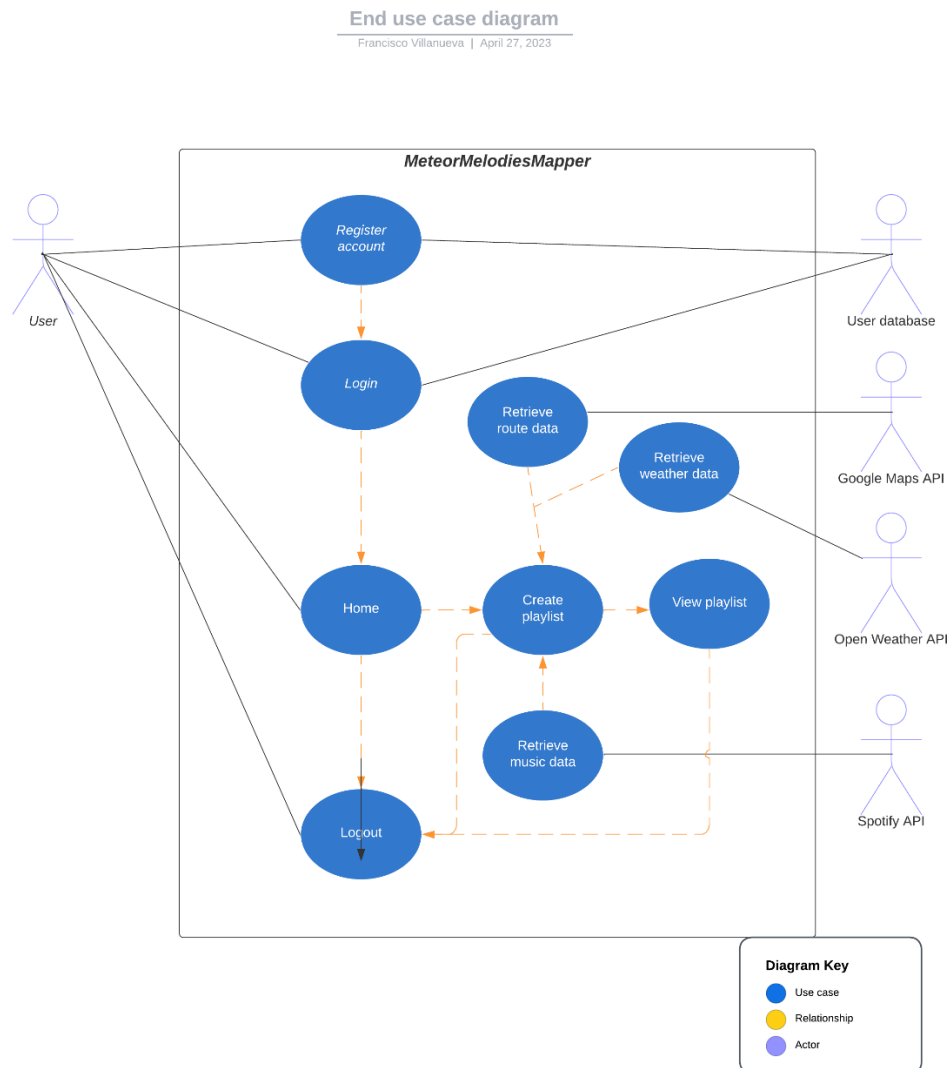 End use case diagram
Francisco Villanueva | April 27, 2023
MeteorMelodiesMapper
Register
account
User
User database
Login
Retrieve
route data
Retrieve
weather data
Google Maps API
Home
Create
playlist
View playlist
Open Weather API
Retrieve
music data
Spotify API
Logout
Diagram Key
Use case
Relationship
Actor